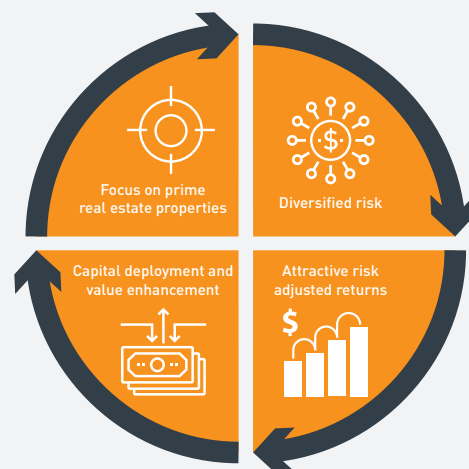 Focus on prime
real estate properties
$
Diversified risk
Capital deployment and
value enhancement
Attractive risk
adjusted returns
$